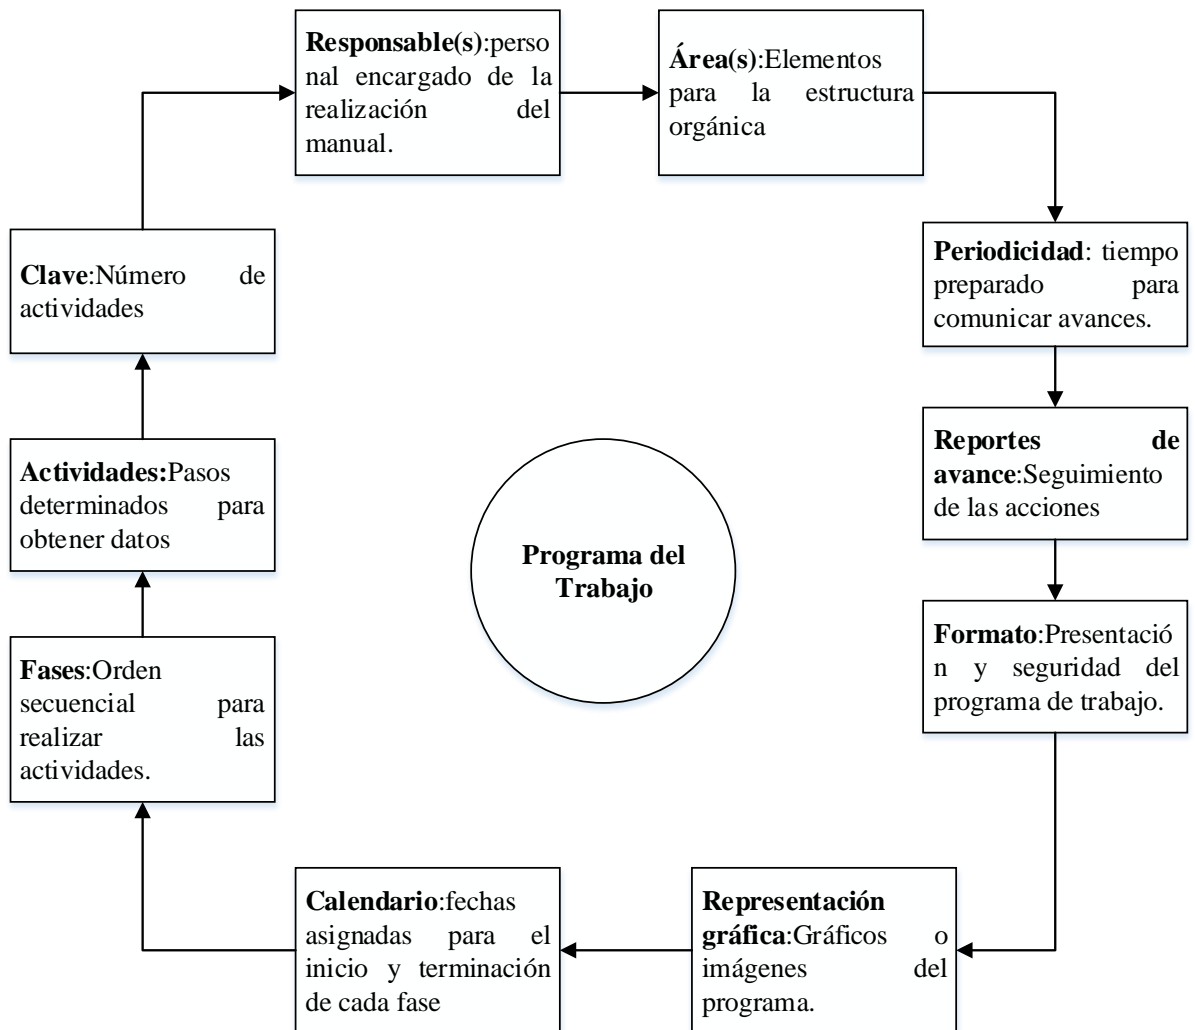 Responsable(s):perso
nal encargado de la
realización del
manual.
Área(s):Elementos
para la estructura
orgánica
Periodicidad: tiempo
preparado para
comunicar avances.
Reportes de
avance:Seguimiento
de las acciones
Formato:Presentació
n y seguridad del
programa de trabajo.
Representación
gráfica:Gráficos o
imágenes del
programa.
Calendario:fechas
asignadas para el
inicio y terminación
de cada fase
Fases:Orden
secuencial para
realizar las
actividades.
Actividades:Pasos
determinados para
obtener datos
Clave:Número de
actividades
Programa del
Trabajo